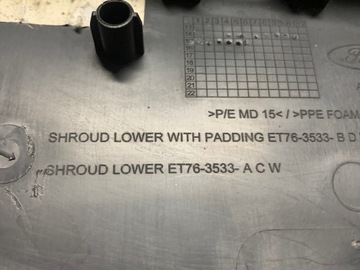 >P/E MD 15< / >PPE FOAM
SHROUD LOWER WITH PADDING ET76-3533- B D
SHROUD LOWER ET76-3533- A C W